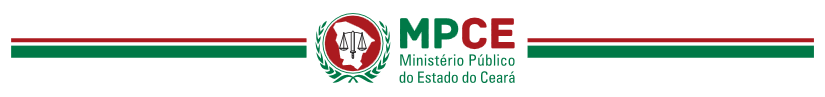 MPCE
Ministério Público
do Estado do Ceará